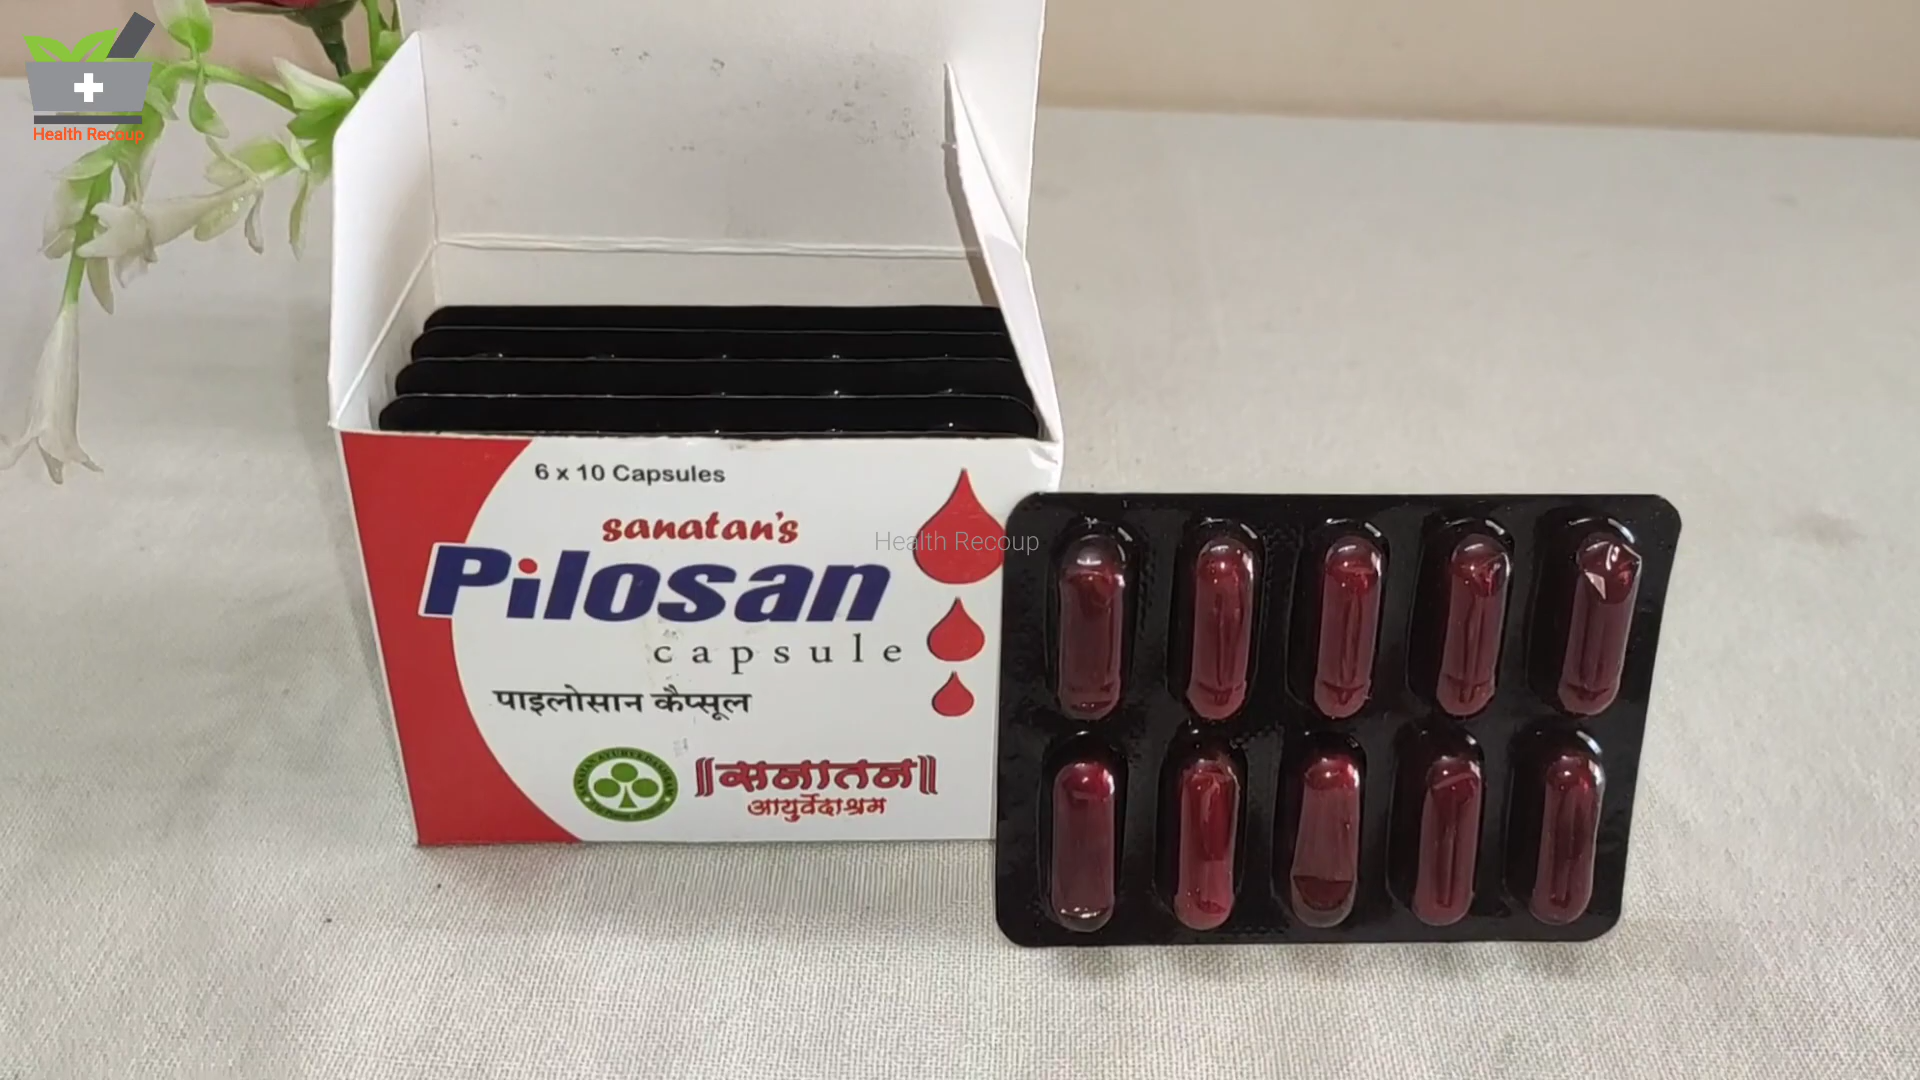 Health Recoup
6 x 10 Capsules
sanatan's
Health Recoup
Pilosan
capsule
पाइलोसान कैप्सूल
॥सनातन॥
आयुर्वेदाश्रम